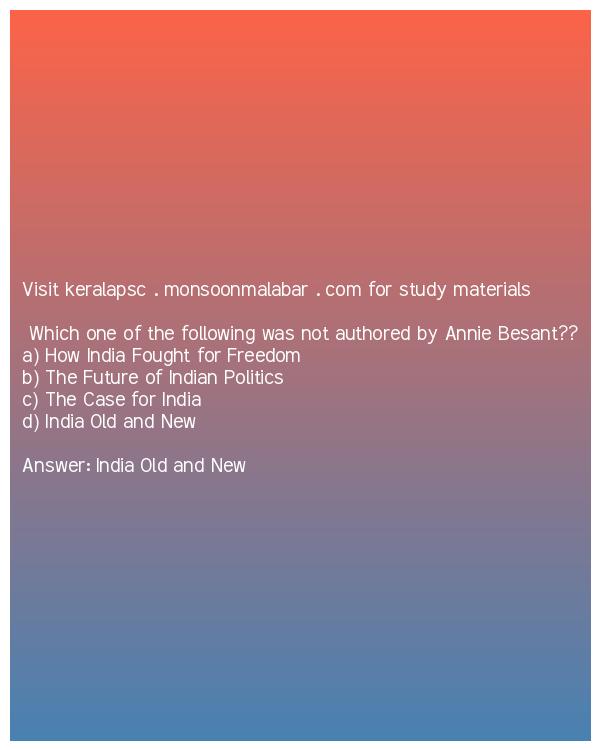 Visit keralapsc . monsoonmalabar . com for study materials
Which one of the following was not authored by Annie Besant??
a) How India Fought for Freedom
b) The Future of Indian Politics
c) The Case for India
d) India Old and New
Answer: India Old and New